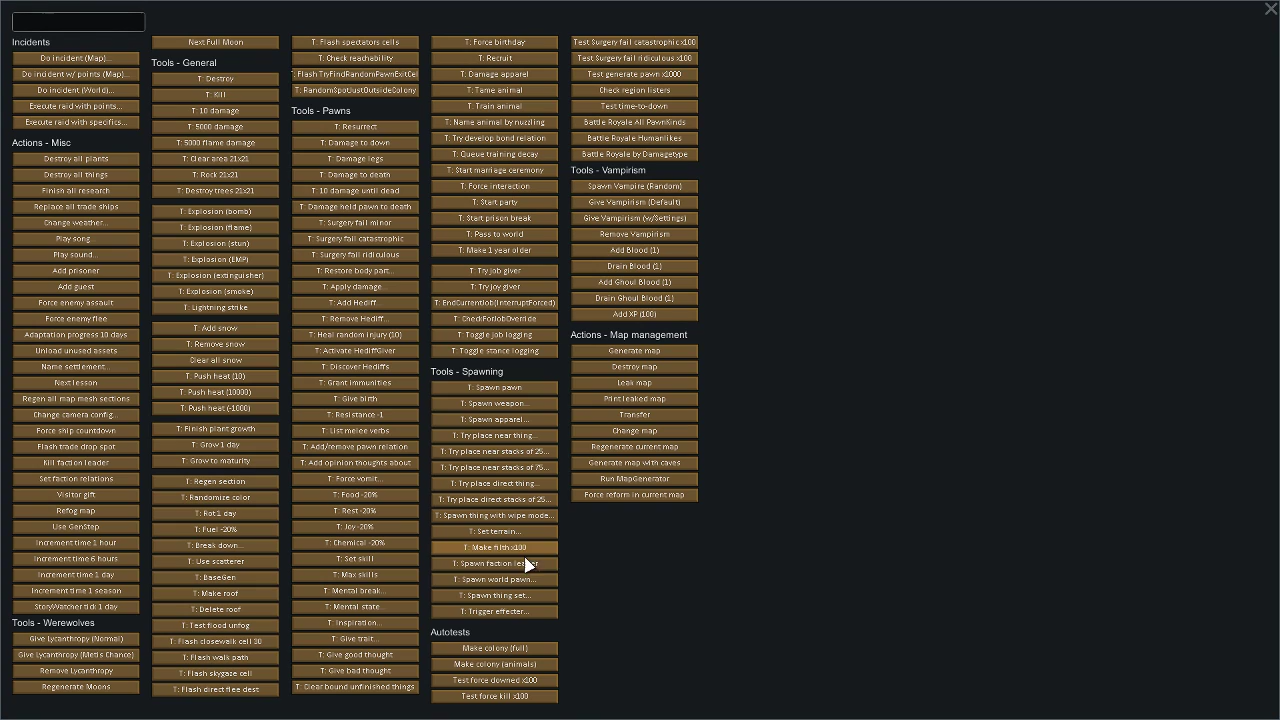 Incidents
Do incident (Map)...
Do incident w/ points (Map)...
Do incident (World)...
Execute raid with points...
Execute raid with specifics...
Actions - Misc
Destroy all plants
Destroy all things
Finish all research
Replace all trade ships
Change weather...
Play song...
Play sound...
Add prisoner
Add guest
Force enemy assault
Force enemy flee
Adaptation progress 10 days
Unload unused assets
Name settlement...
Next lesson
Regen all map mesh sections
Change camera config...
Force ship countdown
Flash trade drop spot
Kill faction leader
Set faction relations
Visitor gift
Refog map
Use GenStep
Increment time 1 hour
Increment time 6 hours
Increment time 1 day
Increment time 1 season
StoryWatcher tick 1 day
Tools - Werewolves
Give Lycanthropy (Normal)
Give Lycanthropy (Metis Chance)
Remove Lycanthropy
Regenerate Moons
Next Full Moon
Tools - General
T: Destroy
T: Kill
T: 10 damage
T: 5000 damage
T: 5000 flame damage
T: Clear area 21x21
T: Rock 21x21
T: Destroy trees 21x21
T: Explosion (bomb)
T: Explosion (flame)
T: Explosion (stun)
T: Explosion (EMP)
T: Explosion (extinguisher)
T: Explosion (smoke)
T: Lightning strike
T: Add snow
T: Remove snow
Clear all snow
T: Push heat (10)
T: Push heat (10000)
T: Push heat (-1000)
T: Finish plant growth
T: Grow 1 day
T: Grow to maturity
T: Regen section
T: Randomize color
T: Rot 1 day
T: Fuel -20%
T: Break down...
T: Use scatterer
T: BaseGen
T: Make roof
T: Delete roof
T: Test flood unfog
T: Flash closewalk cell 30
T: Flash walk path
T: Flash skygaze cell
T: Flash direct flee dest
T: Flash spectators cells
T: Check reachability
T: Flash TryFindRandomPawnExitCel
T: RandomSpotJustOutsideColony
Tools - Pawns
T: Resurrect
T: Damage to down
T: Damage legs
T: Damage to death
T: 10 damage until dead
T: Damage held pawn to death
T: Surgery fail minor
T: Surgery fail catastrophic
T: Surgery fail ridiculous
T: Restore body part...
T: Apply damage...
T: Add Hediff...
T: Remove Hediff...
T: Heal random injury (10)
T: Activate HediffGiver
T: Discover Hediffs
T: Grant immunities
T: Give birth
T: Resistance -1
T: List melee verbs
T: Add/remove pawn relation
T: Add opinion thoughts about
T: Force vomit...
T: Food -20%
T: Rest -20%
T: Joy -20%
T: Chemical -20%
T: Set skill
T: Max skills
T: Mental break...
T: Mental state...
T: Inspiration...
T: Give trait...
T: Give good thought
T: Give bad thought
T: Clear bound unfinished things
T: Force birthday
T: Recruit
T: Damage apparel
T: Tame animal
T: Train animal
T: Name animal by nuzzling
T: Try develop bond relation
T: Queue training decay
T: Start marriage ceremony
T: Force interaction
T: Start party
T: Start prison break
T: Pass to world
T: Make 1 year older
T: Try job giver
T: Try joy giver
T: EndCurrentJob(InterruptForced)
T: CheckForJobOverride
T: Toggle job logging
T: Toggle stance logging
Tools - Spawning
T: Spawn pawn
T: Spawn weapon...
T: Spawn apparel...
T: Try place near thing...
T: Try place near stacks of 25...
T: Try place near stacks of 75...
T: Try place direct thing...
T: Try place direct stacks of 25...
T: Spawn thing with wipe mode...
T: Set terrain...
T: Make filth x100
T: Spawn faction leader
T: Spawn world pawn...
T: Spawn thing set...
T: Trigger effecter...
Autotests
Make colony (full)
Make colony (animals)
Test force downed x100
Test force kill x100
Test Surgery fail catastrophic x100
Test Surgery fail ridiculous x100
Test generate pawn x1000
Check region listers
Test time-to-down
Battle Royale All PawnKinds
Battle Royale Humanlikes
Battle Royale by Damagetype
Tools - Vampirism
Spawn Vampire (Random)
Give Vampirism (Default)
Give Vampirism (w/Settings)
Remove Vampirism
Add Blood (1)
Drain Blood (1)
Add Ghoul Blood (1)
Drain Ghoul Blood (1)
Add XP (100)
Actions - Map management
Generate map
Destroy map
Leak map
Print leaked map
Transfer
Change map
Regenerate current map
Generate map with caves
Run MapGenerator
Force reform in current map